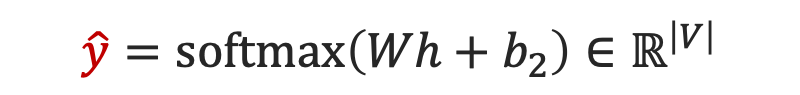 ŷ = softmax(Wh + b₂) ∈ ℝ^|V|